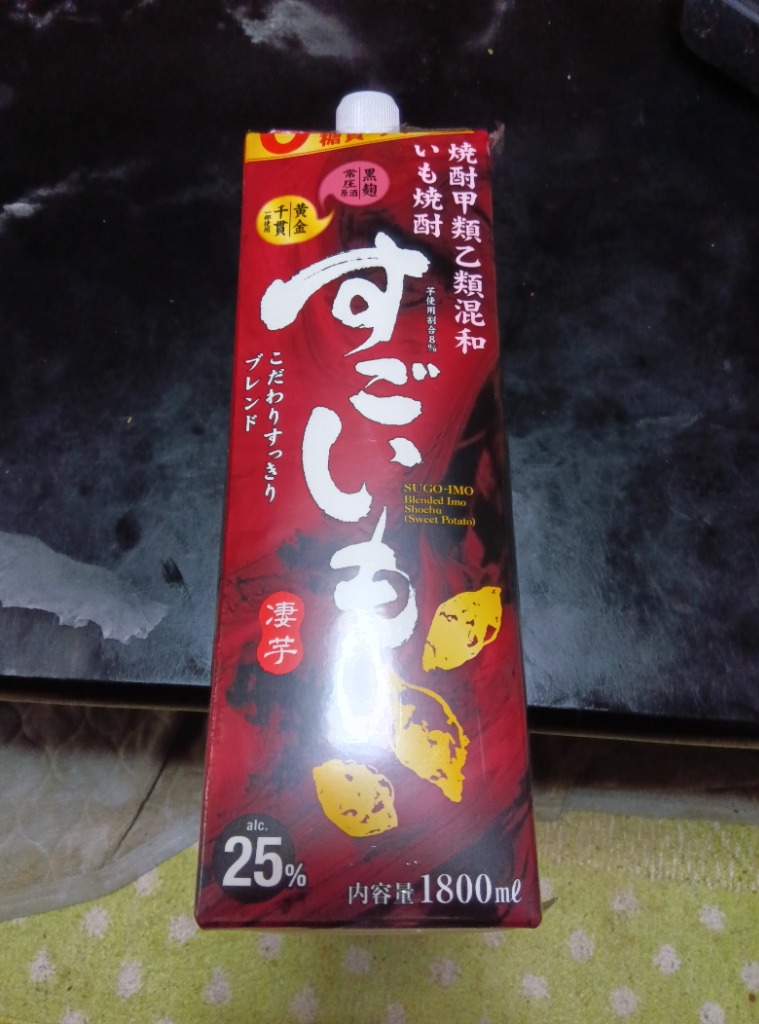 糖質
焼酎甲類乙類混和
いも焼酎
黒麹
常圧
原酒
黄金
千貫
一部使用
すごいも
芋使用割合8%
こだわりすっきり
ブレンド
SUGO-IMO
Blended Imo
Shochu
(Sweet Potato)
凄芋
alc.
25%
内容量1800mℓ